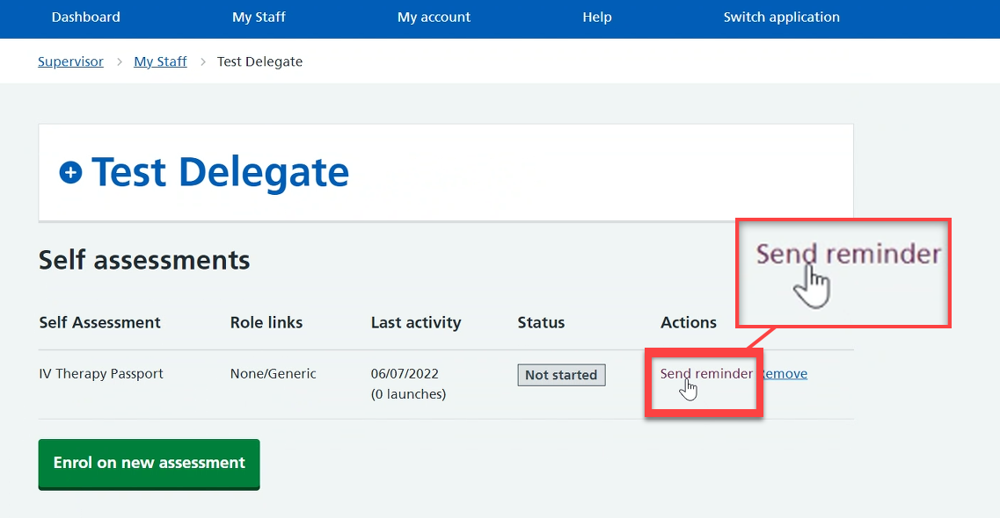 Dashboard My Staff My account Help Switch application
Supervisor My Staff Test Delegate
Test Delegate
Send reminder
Self assessments
Self Assessment Role links Last activity Status Actions
IV Therapy Passport None/Generic 06/07/2022 Not started Send reminder Remove
(0 launches)
Enrol on new assessment